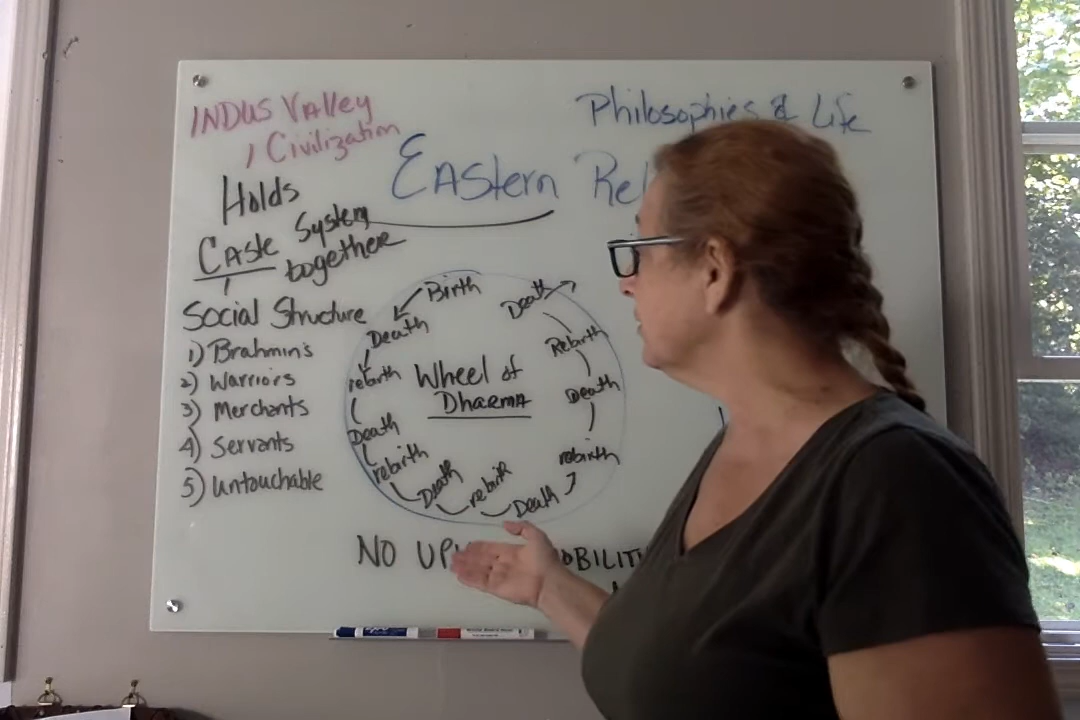 INDUS Valley
Civilization
Philosophies & Life
Eastern Rel
Holds
Caste System
together
Social Structure
1) Brahmin's
2) Warriors
3) Merchants
4) Servants
5) Untouchable
Birth
Death
rebirth
Death
rebirth
Death
rebirth
Death
rebirth
Death
Rebirth
Death
Wheel of
Dharma
NO UP OBILITY